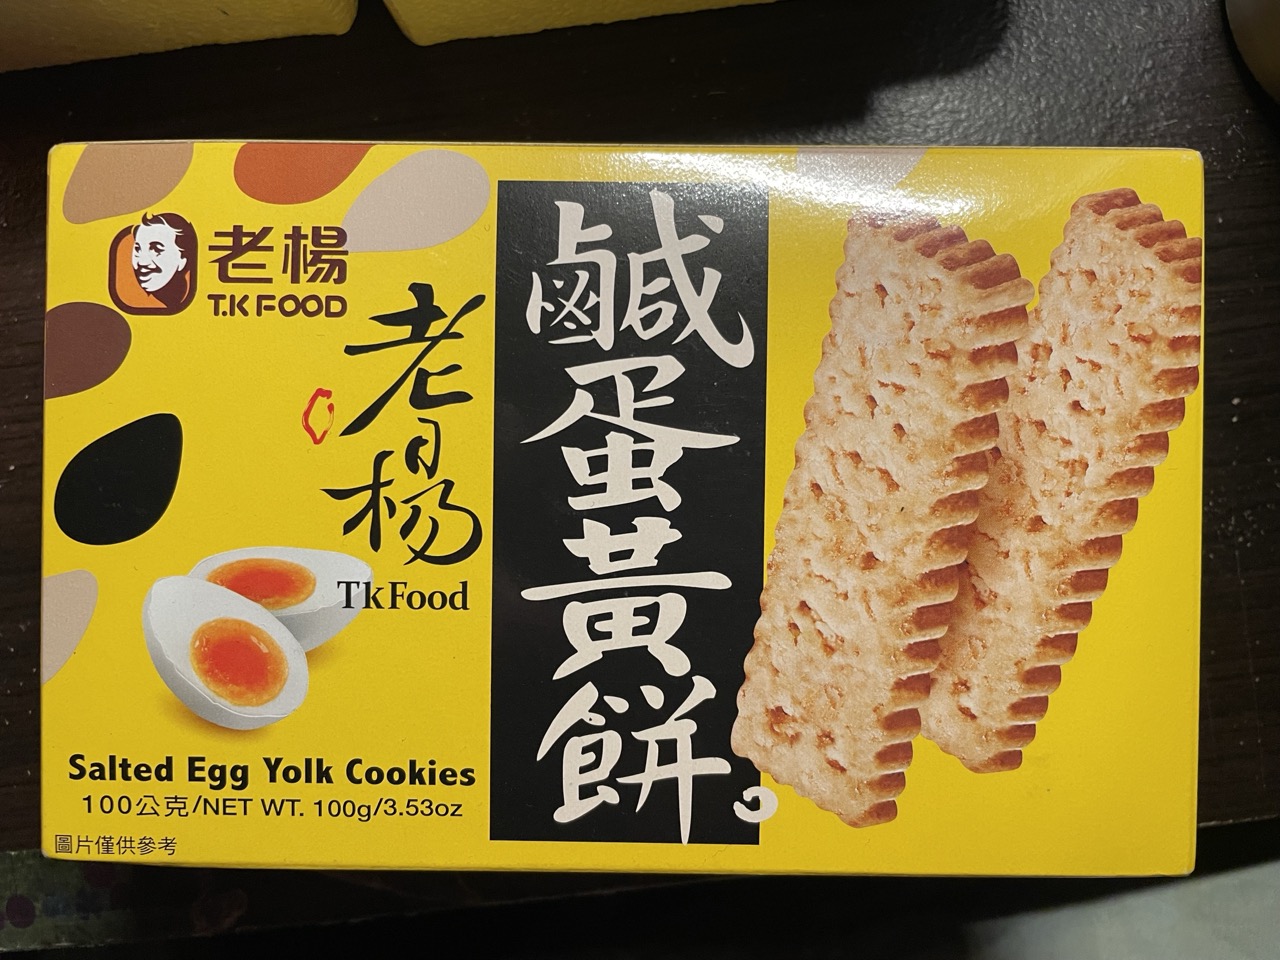 老楊
T.K FOOD
老楊
TkFood
鹹蛋黃餅。
Salted Egg Yolk Cookies
100公克/NET WT. 100g/3.53oz
圖片僅供參考